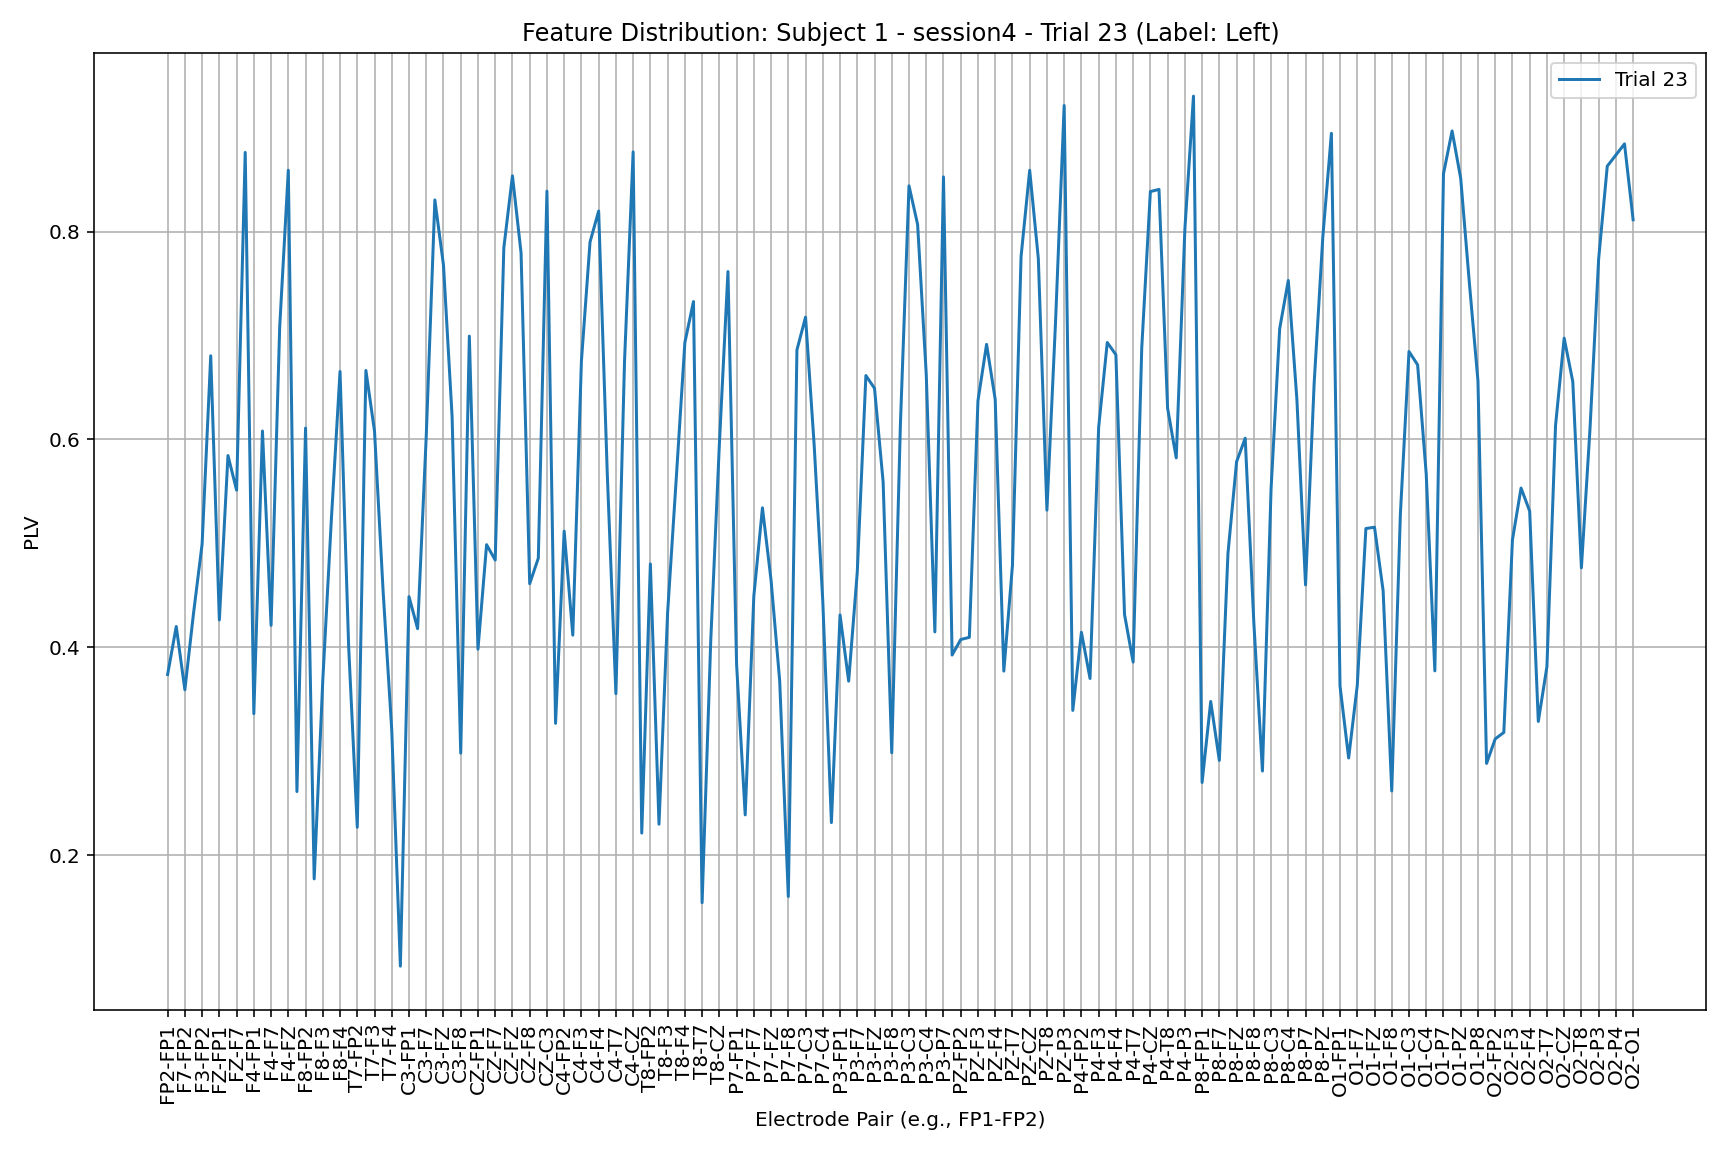 Feature Distribution: Subject 1 - session4 - Trial 23 (Label: Left)
Trial 23
PLV
0.8
0.6
0.4
0.2
FP2-FP1
F7-FP2
F3-FP2
FZ-FP1
FZ-F7
F4-FP1
F4-F7
F4-FZ
F8-FP2
F8-F3
F8-F4
T7-FP2
T7-F3
T7-F4
C3-FP1
C3-F7
C3-FZ
C3-F8
CZ-FP1
CZ-F7
CZ-FZ
CZ-F8
CZ-C3
C4-FP2
C4-F3
C4-F4
C4-T7
C4-CZ
T8-FP2
T8-F3
T8-F4
T8-T7
T8-CZ
P7-FP1
P7-F7
P7-FZ
P7-F8
P7-C3
P7-C4
P3-FP1
P3-F7
P3-FZ
P3-F8
P3-C3
P3-C4
P3-P7
PZ-FP2
PZ-F3
PZ-F4
PZ-T7
PZ-CZ
PZ-T8
PZ-P3
P4-FP2
P4-F3
P4-F4
P4-T7
P4-CZ
P4-T8
P4-P3
P8-FP1
P8-F7
P8-FZ
P8-F8
P8-C3
P8-C4
P8-P7
P8-PZ
O1-FP1
O1-F7
O1-FZ
O1-F8
O1-C3
O1-C4
O1-P7
O1-PZ
O1-P8
O2-FP2
O2-F3
O2-F4
O2-T7
O2-CZ
O2-T8
O2-P3
O2-P4
O2-O1
Electrode Pair (e.g., FP1-FP2)